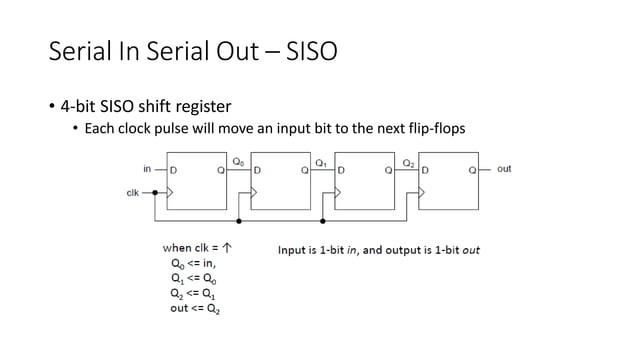 Serial In Serial Out – SISO
• 4-bit SISO shift register
• Each clock pulse will move an input bit to the next flip-flops
in D Q Q₀ D Q Q₁ D Q Q₂ D Q out
clk
when clk = ↑
Q₀ <= in,
Q₁ <= Q₀
Q₂ <= Q₁
out <= Q₂
Input is 1-bit in, and output is 1-bit out